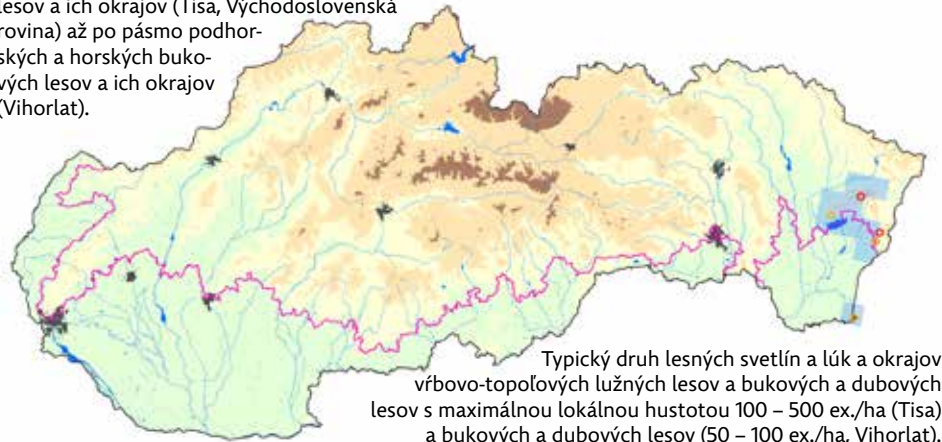 lesov a ich okrajov (Tisa, Východoslovenská
rovina) až po pásmo podhor-
ských a horských buko-
vých lesov a ich okrajov
(Vihorlat).
Typický druh lesných svetlín a lúk a okrajov
vŕbovo-topoľových lužných lesov a bukových a dubových
lesov s maximálnou lokálnou hustotou 100 – 500 ex./ha (Tisa)
a bukových a dubových lesov (50 – 100 ex./ha, Vihorlat).